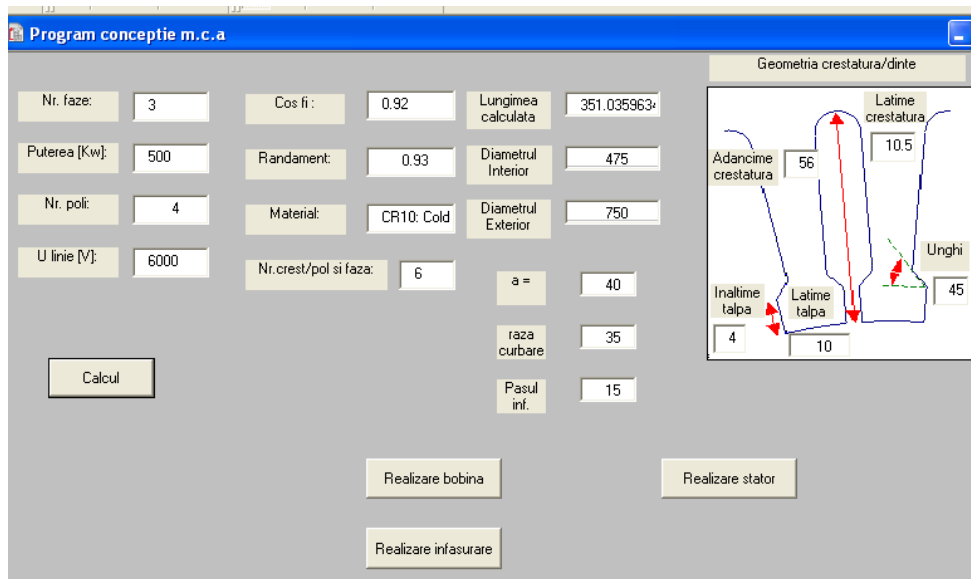 Program conceptie m.c.a
Geometria crestatura/dinte
Nr. faze:
3
Cos fi :
0.92
Lungimea
calculata
351.0359634
Puterea [Kw]:
500
Randament:
0.93
Diametrul
Interior
475
Nr. poli:
4
Material:
CR10: Cold
Diametrul
Exterior
750
U linie [V]:
6000
Nr.crest/pol si faza:
6
a =
40
raza
curbare
35
Pasul
inf.
15
Latime
crestatura
10.5
Adancime
crestatura
56
Unghi
45
Inaltime
talpa
4
Latime
talpa
10
Calcul
Realizare bobina
Realizare stator
Realizare infasurare